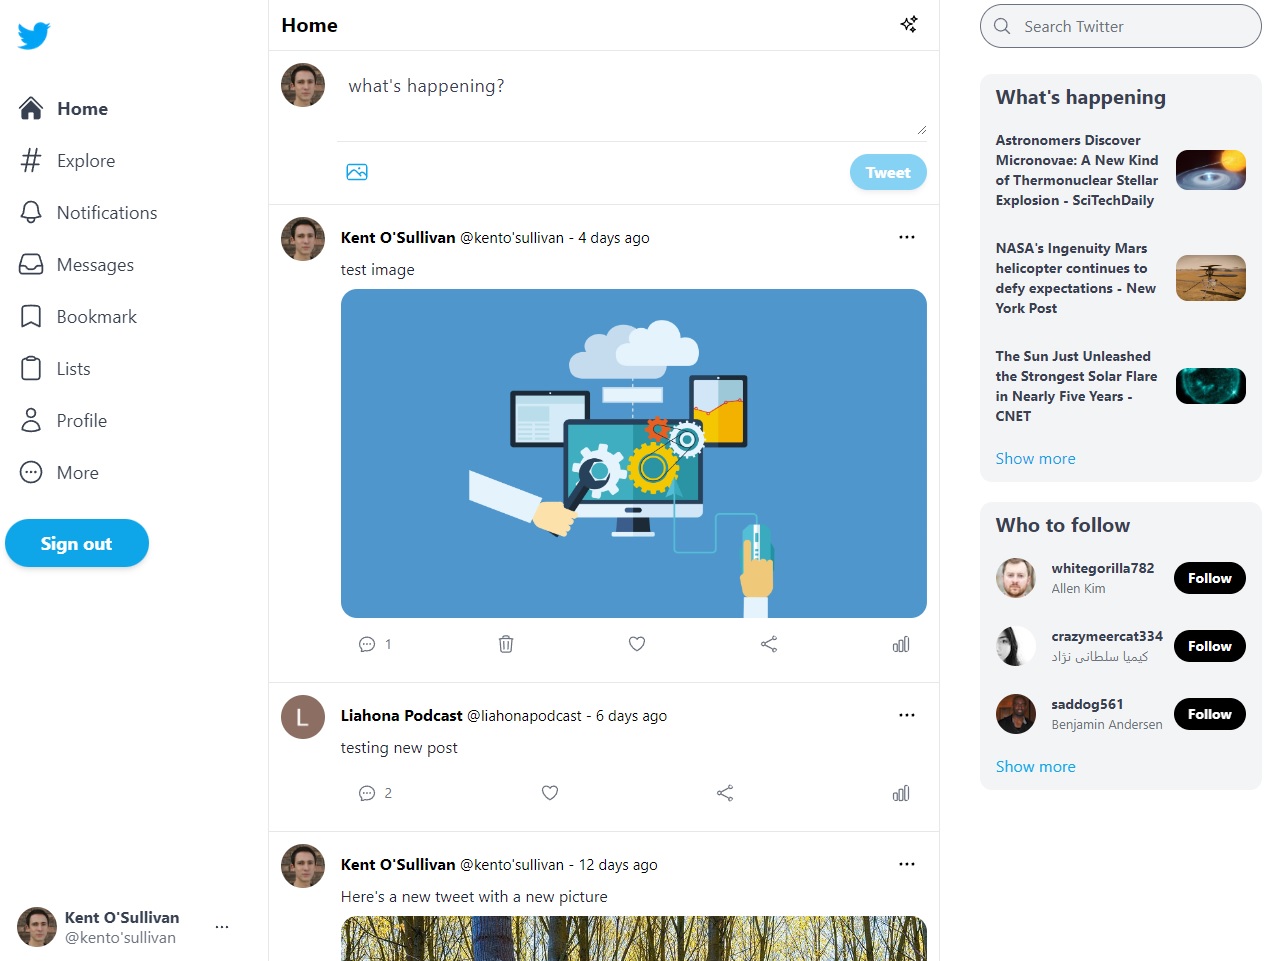 Home
Explore
Notifications
Messages
Bookmark
Lists
Profile
More
Sign out
Kent O'Sullivan
@kento'sullivan
Home
what's happening?
Tweet
Kent O'Sullivan @kento'sullivan - 4 days ago
test image
1
L
Liahona Podcast @liahonapodcast - 6 days ago
testing new post
2
Kent O'Sullivan @kento'sullivan - 12 days ago
Here's a new tweet with a new picture
Search Twitter
What's happening
Astronomers Discover
Micronovae: A New Kind
of Thermonuclear Stellar
Explosion - SciTechDaily
NASA's Ingenuity Mars
helicopter continues to
defy expectations - New
York Post
The Sun Just Unleashed
the Strongest Solar Flare
in Nearly Five Years -
CNET
Show more
Who to follow
whitegorilla782
Allen Kim
Follow
crazymeercat334
کیمیا سلطانی نژاد
Follow
saddog561
Benjamin Andersen
Follow
Show more